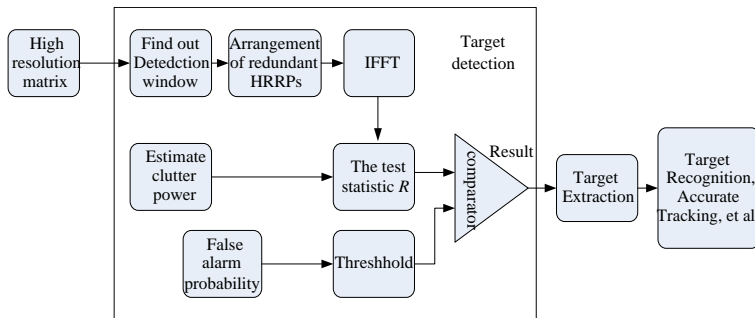 High
resolution
matrix
Find out
Detedction
window
Arrangement
of redundant
HRRPs
IFFT
Target
detection
Estimate
clutter
power
The test
statistic R
comparator
Result
Target
Extraction
Target
Recognition,
Accurate
Tracking, et al
False
alarm
probability
Threshhold